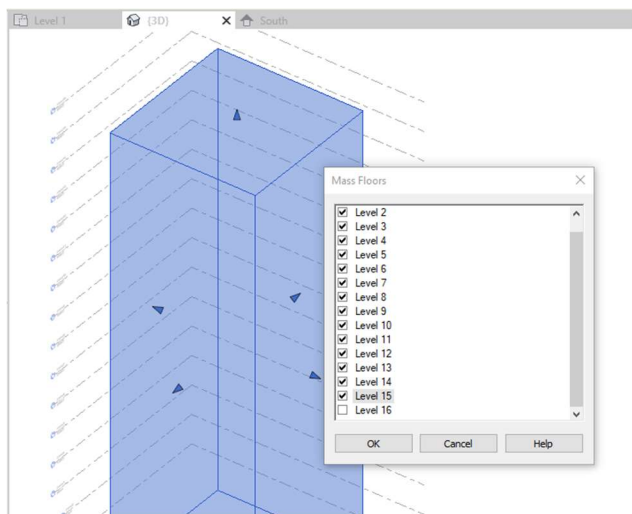 Level 1
{3D}
South
Mass Floors
Level 2
Level 3
Level 4
Level 5
Level 6
Level 7
Level 8
Level 9
Level 10
Level 11
Level 12
Level 13
Level 14
Level 15
Level 16
OK Cancel Help